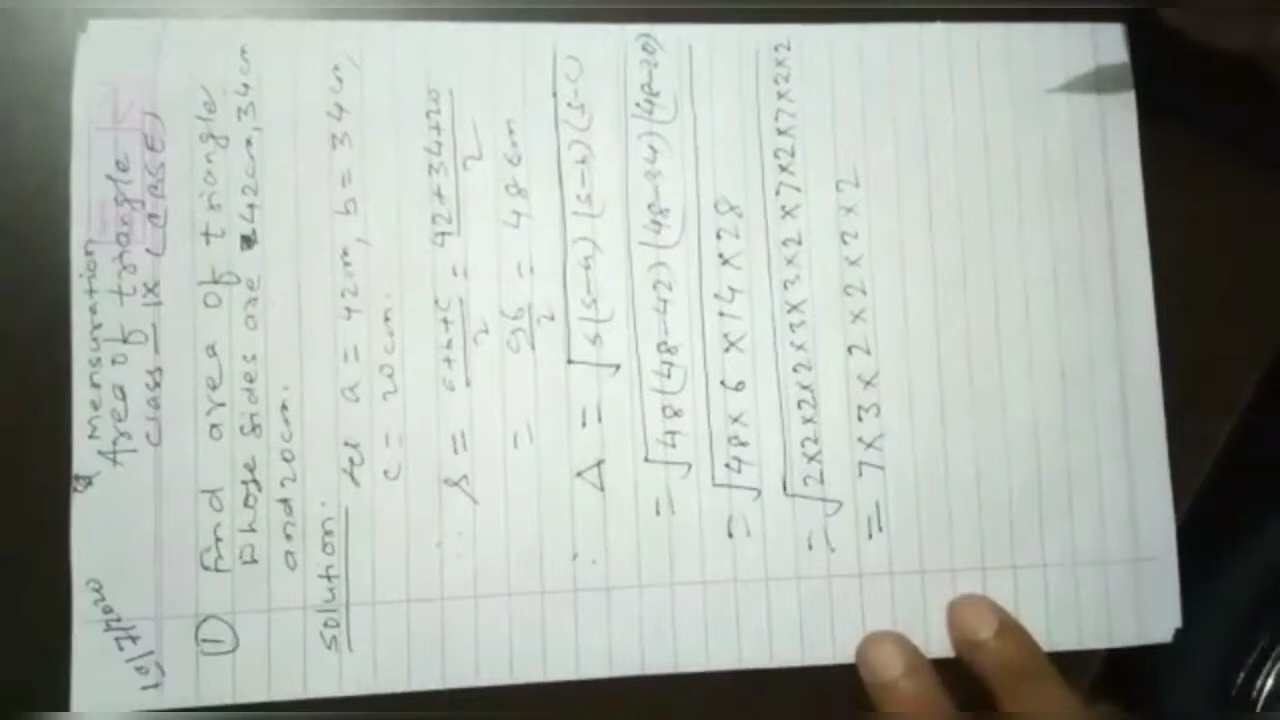 Mensuration
Area of triangle
class - IX (CBSE)
19/7/2020
① Find area of triangle
whose sides are 42cm, 34cm
and 20cm.
Solution. let a = 42cm, b = 34cm,
c = 20cm.
∴ s = a+b+c/2 = 42+34+20/2
= 96/2 = 48cm
∴ Δ = √s(s-a)(s-b)(s-c)
= √48(48-42)(48-34)(48-20)
= √48×6×14×28
= √2×2×2×2×3×3×2×7×2×7×2×2
= 7×3×2×2×2×2